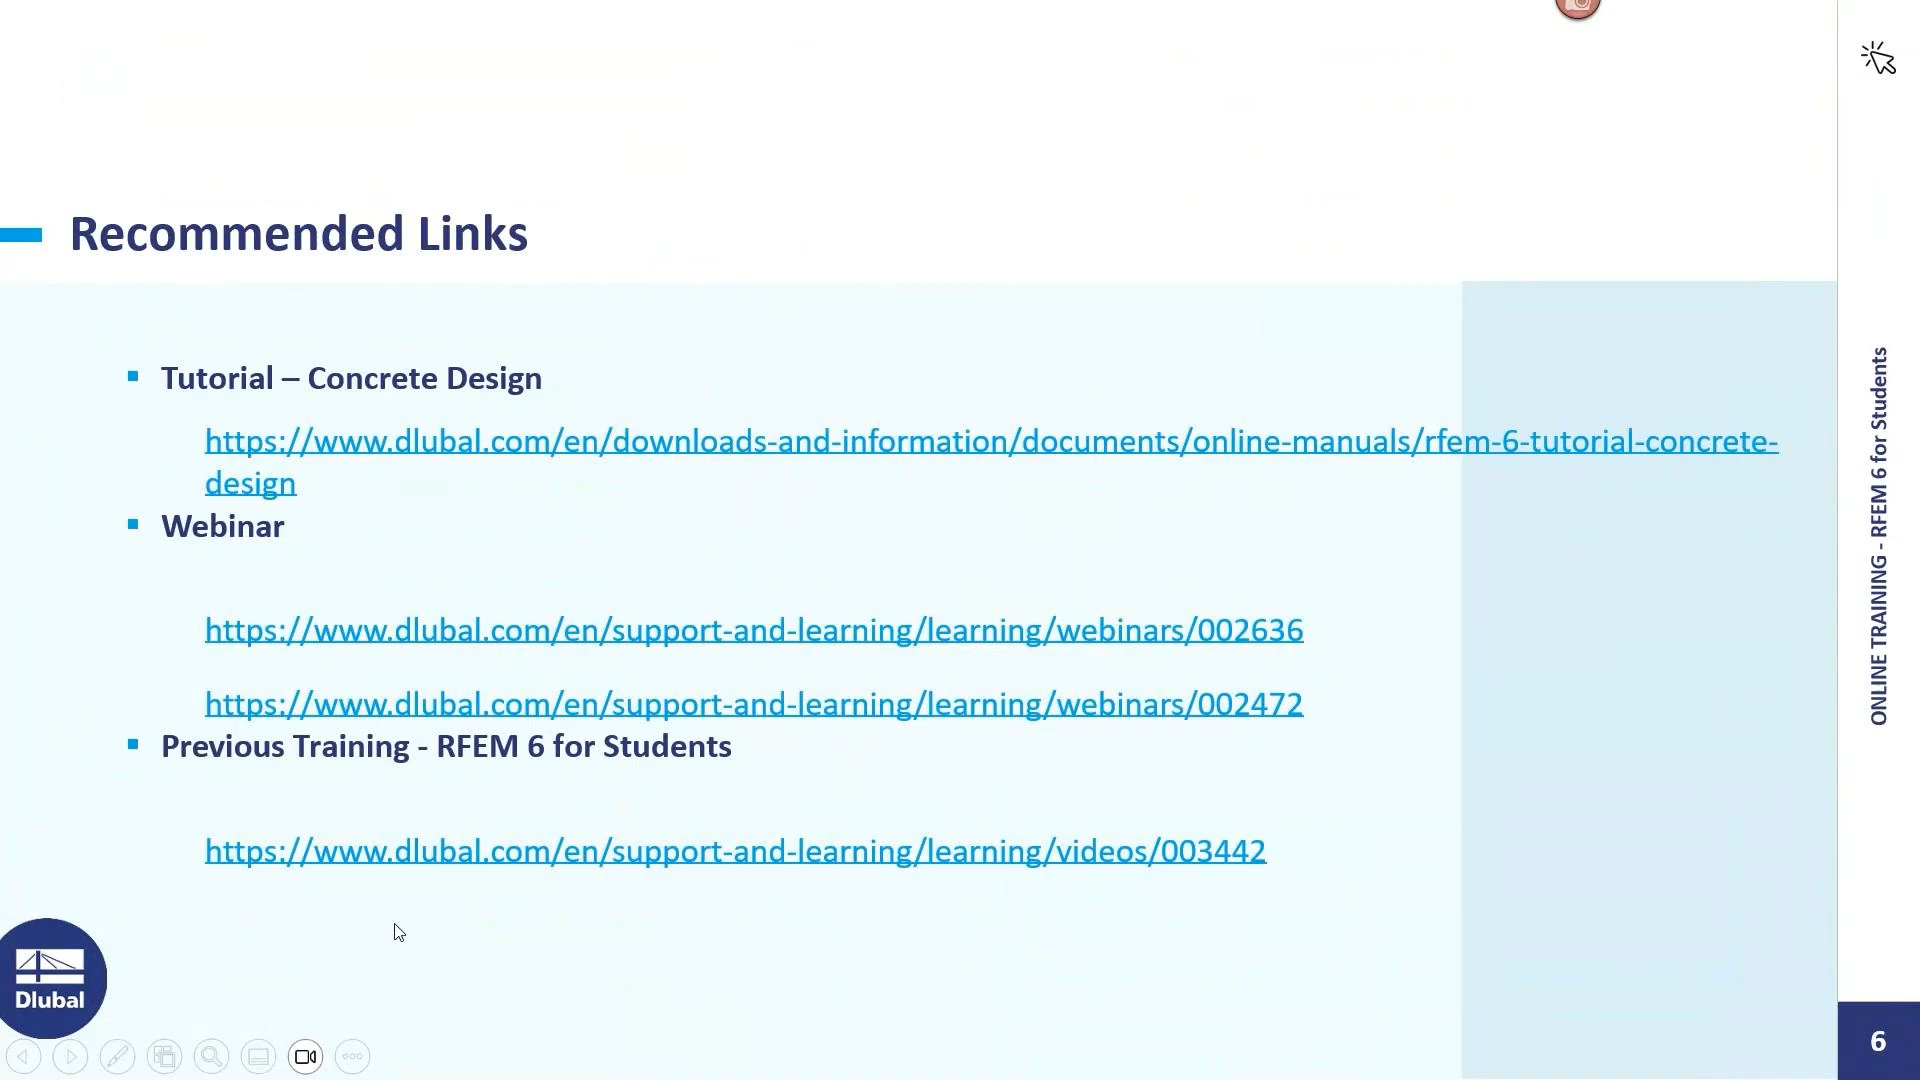 Recommended Links
▪ Tutorial – Concrete Design
https://www.dlubal.com/en/downloads-and-information/documents/online-manuals/rfem-6-tutorial-concrete-
design
▪ Webinar
https://www.dlubal.com/en/support-and-learning/learning/webinars/002636
https://www.dlubal.com/en/support-and-learning/learning/webinars/002472
▪ Previous Training - RFEM 6 for Students
https://www.dlubal.com/en/support-and-learning/learning/videos/003442
Dlubal
ONLINE TRAINING - RFEM 6 for Students
6